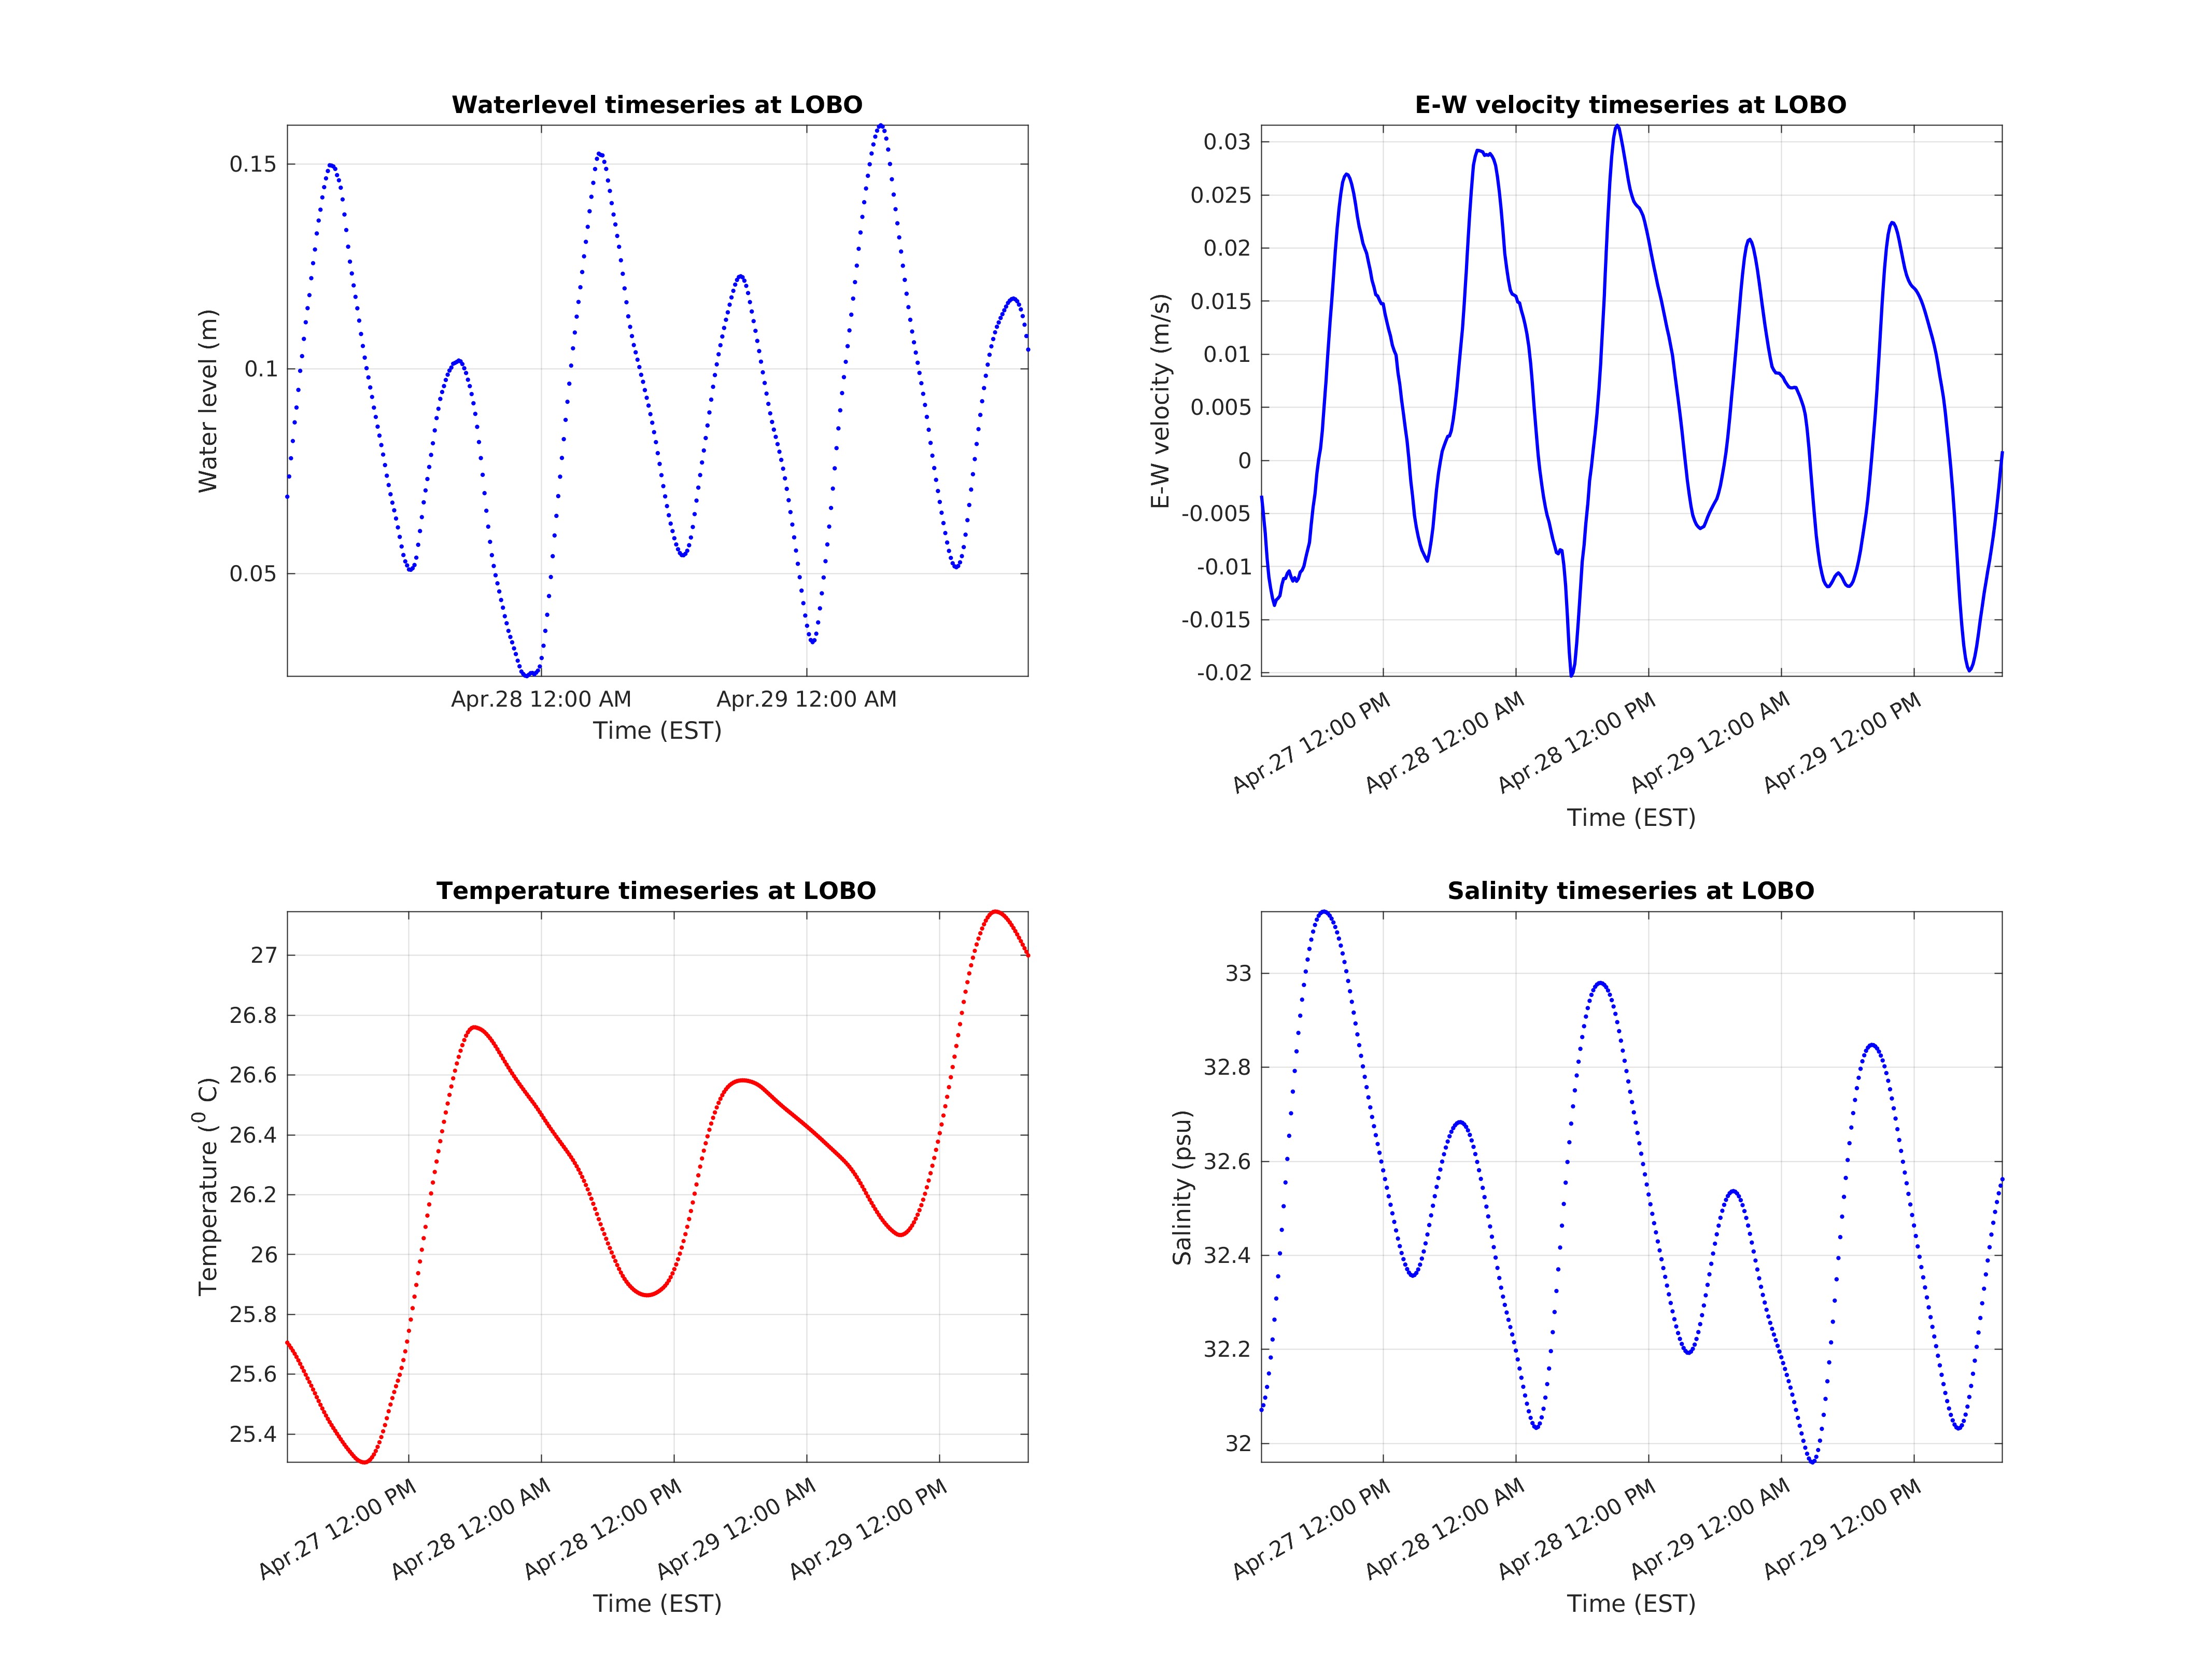 Waterlevel timeseries at LOBO
0.15
0.1
0.05
Water level (m)
Apr.28 12:00 AM
Apr.29 12:00 AM
Time (EST)
E-W velocity timeseries at LOBO
0.03
0.025
0.02
0.015
0.01
0.005
0
-0.005
-0.01
-0.015
-0.02
E-W velocity (m/s)
Apr.27 12:00 PM
Apr.28 12:00 AM
Apr.28 12:00 PM
Apr.29 12:00 AM
Apr.29 12:00 PM
Time (EST)
Temperature timeseries at LOBO
27
26.8
26.6
26.4
26.2
26
25.8
25.6
25.4
Temperature (⁰ C)
Apr.27 12:00 PM
Apr.28 12:00 AM
Apr.28 12:00 PM
Apr.29 12:00 AM
Apr.29 12:00 PM
Time (EST)
Salinity timeseries at LOBO
33
32.8
32.6
32.4
32.2
32
Salinity (psu)
Apr.27 12:00 PM
Apr.28 12:00 AM
Apr.28 12:00 PM
Apr.29 12:00 AM
Apr.29 12:00 PM
Time (EST)